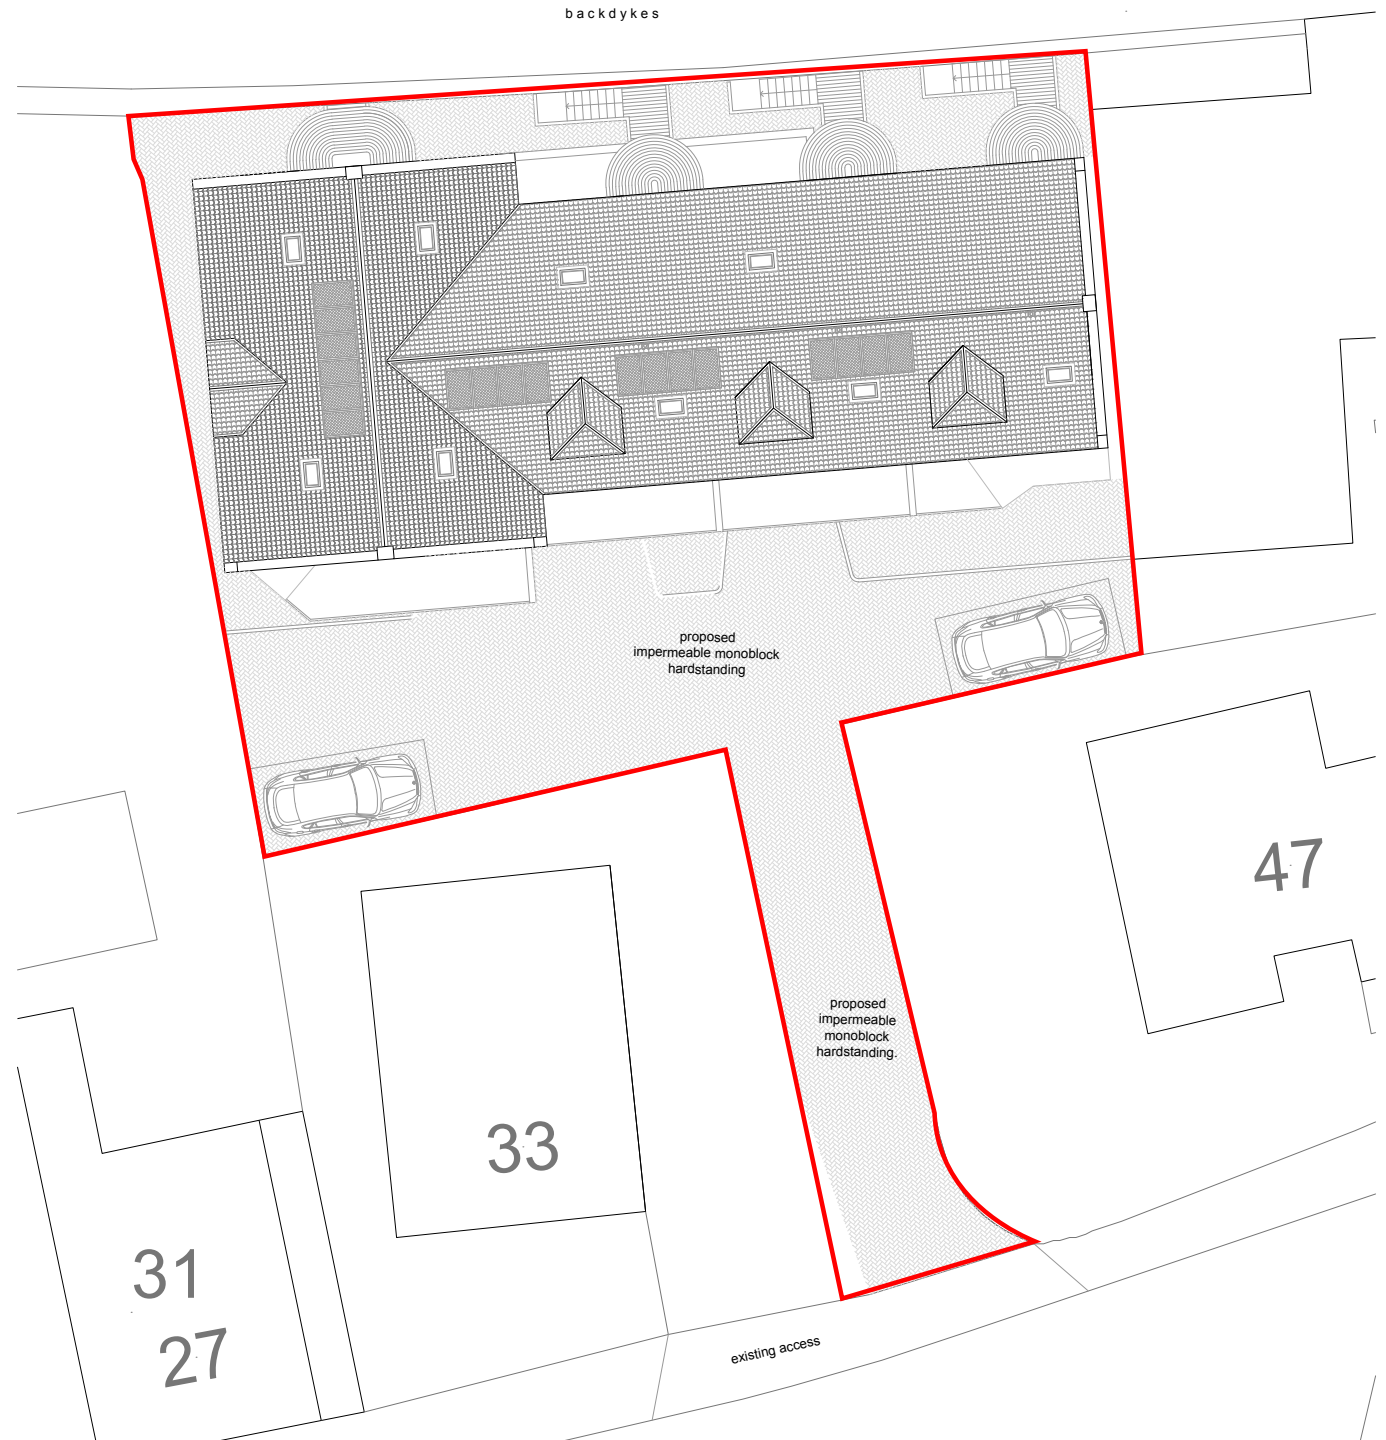 backdykes
proposed
impermeable monoblock
hardstanding
47
proposed
impermeable
monoblock
hardstanding.
33
31
27
existing access